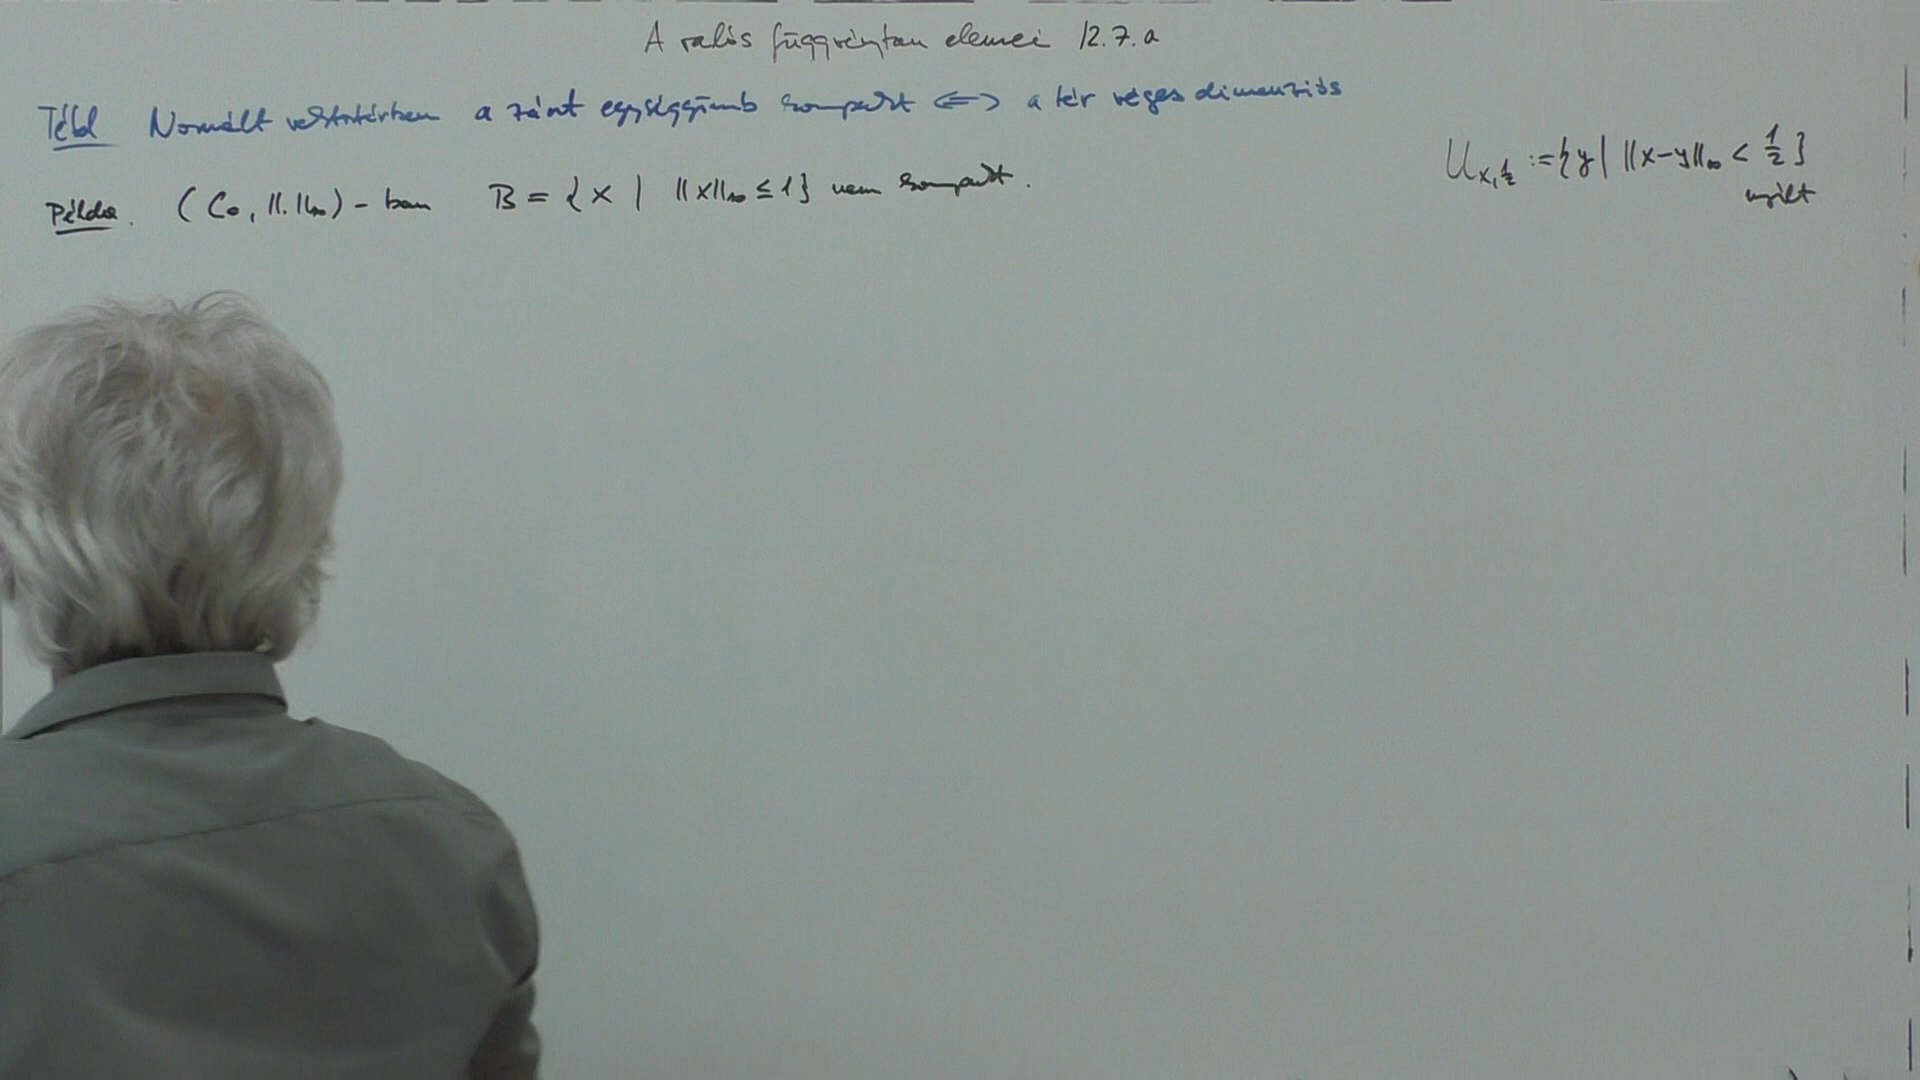 A valós függvénytan elemei 12.7.a
Tétel Normált vektortérben a zárt egységgömb kompakt <=> a tér véges dimenziós
U_{x,1/2} := {y | ||x-y||_∞ < 1/2}
nyílt
Példa. (C_0, ||.||_∞) - ban B = {x | ||x||_∞ ≤ 1} nem kompakt.